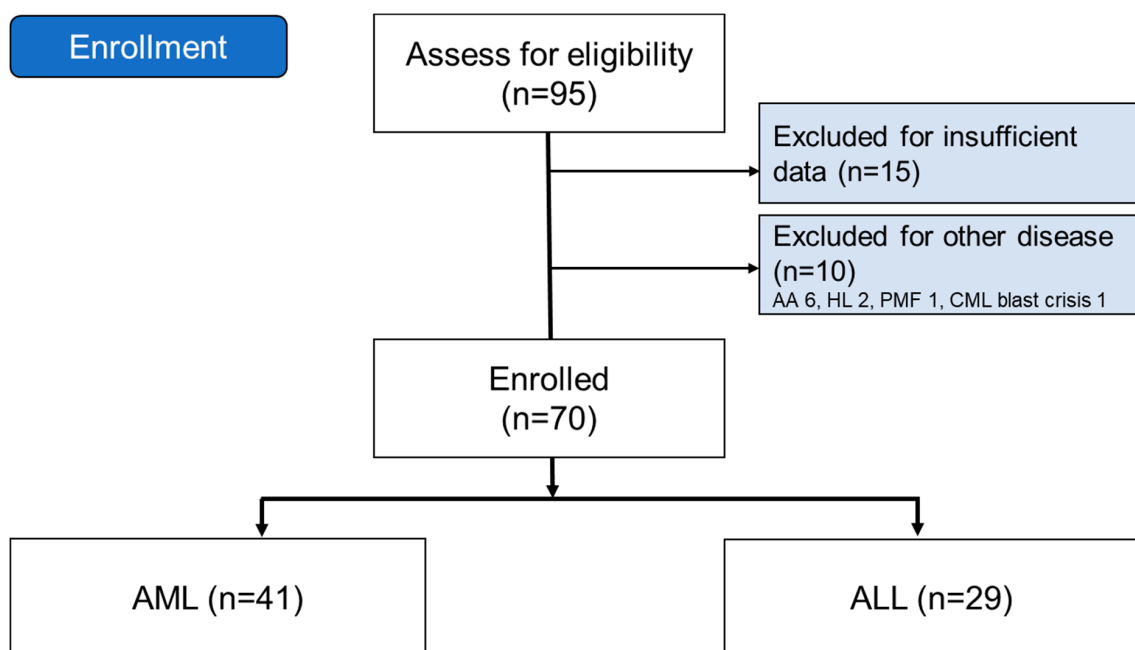 Enrollment
Assess for eligibility
(n=95)
Excluded for insufficient
data (n=15)
Excluded for other disease
(n=10)
AA 6, HL 2, PMF 1, CML blast crisis 1
Enrolled
(n=70)
AML (n=41)
ALL (n=29)